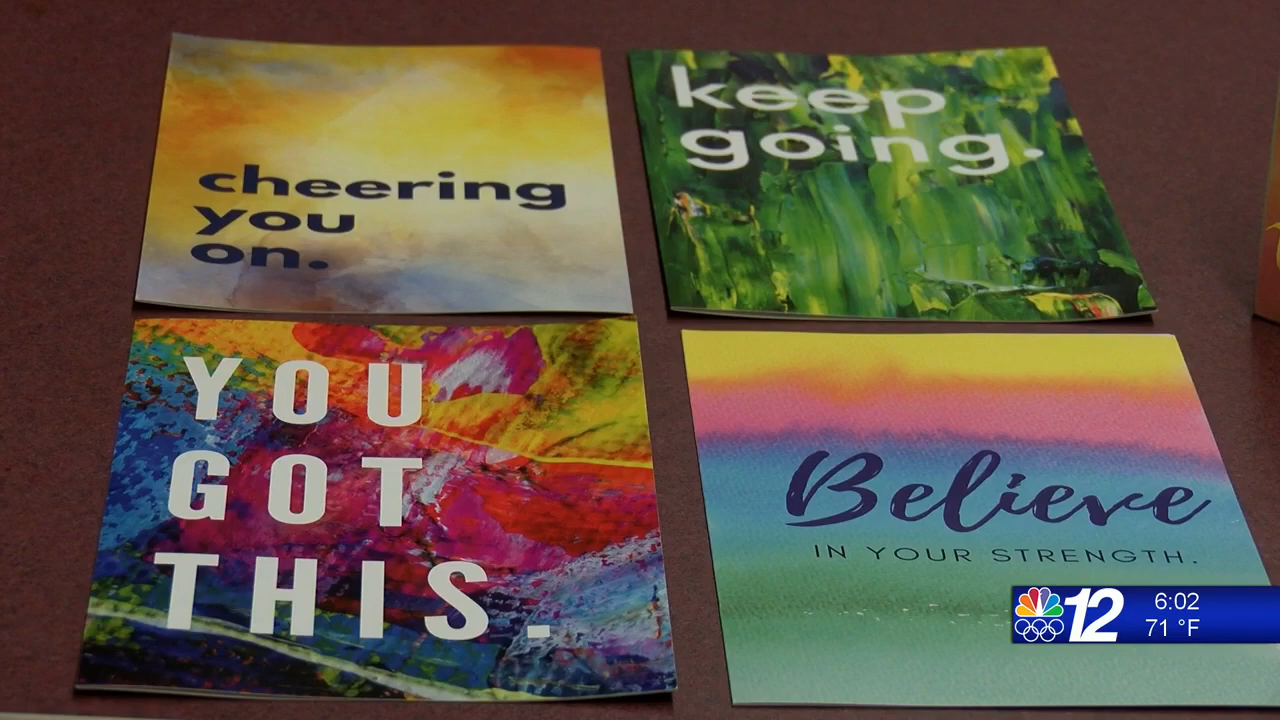 cheering
you
on.
keep
going.
YOU
GOT
THIS.
Believe
IN YOUR STRENGTH.
12
6:02
71 °F